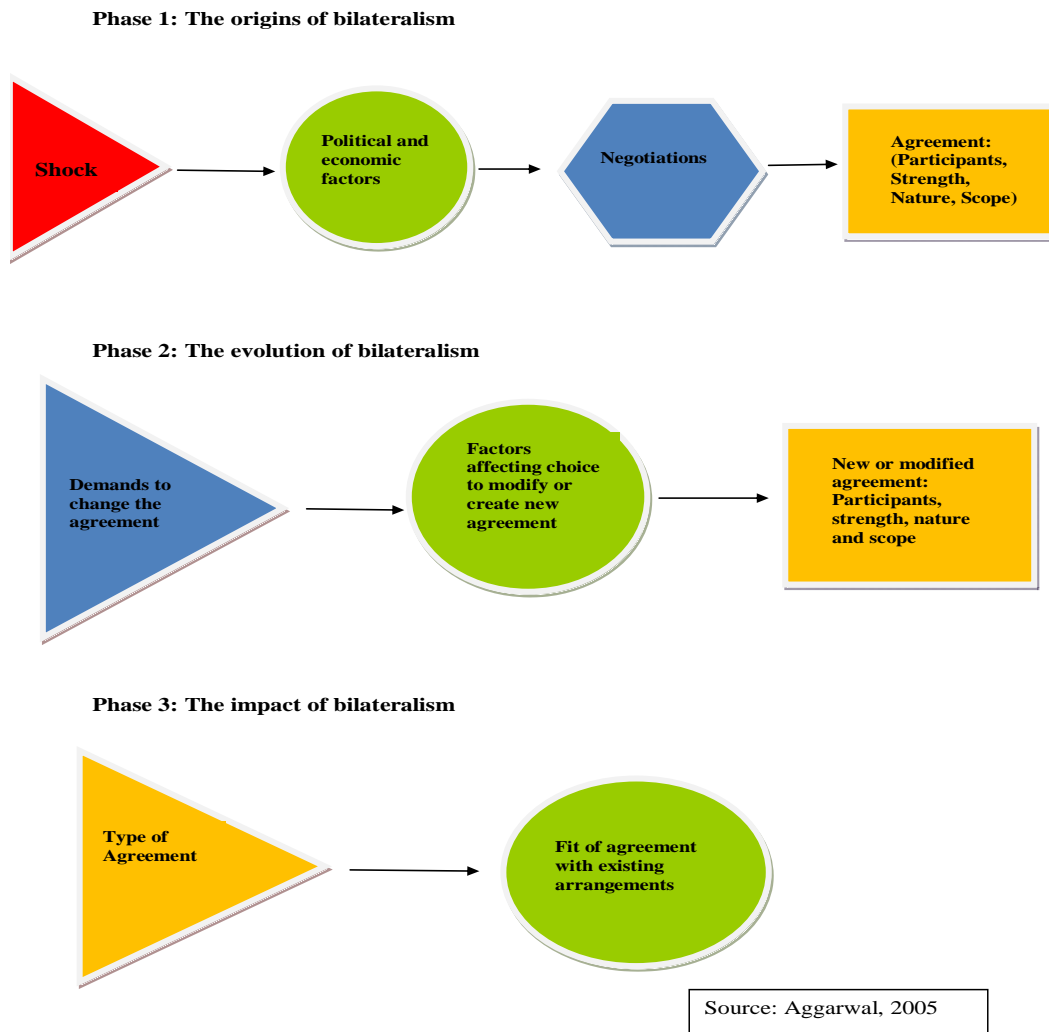 Phase 1: The origins of bilateralism
Shock
Political and
economic
factors
Negotiations
Agreement:
(Participants,
Strength,
Nature, Scope)
Phase 2: The evolution of bilateralism
Demands to
change the
agreement
Factors
affecting choice
to modify or
create new
agreement
New or modified
agreement:
Participants,
strength, nature
and scope
Phase 3: The impact of bilateralism
Type of
Agreement
Fit of agreement
with existing
arrangements
Source: Aggarwal, 2005